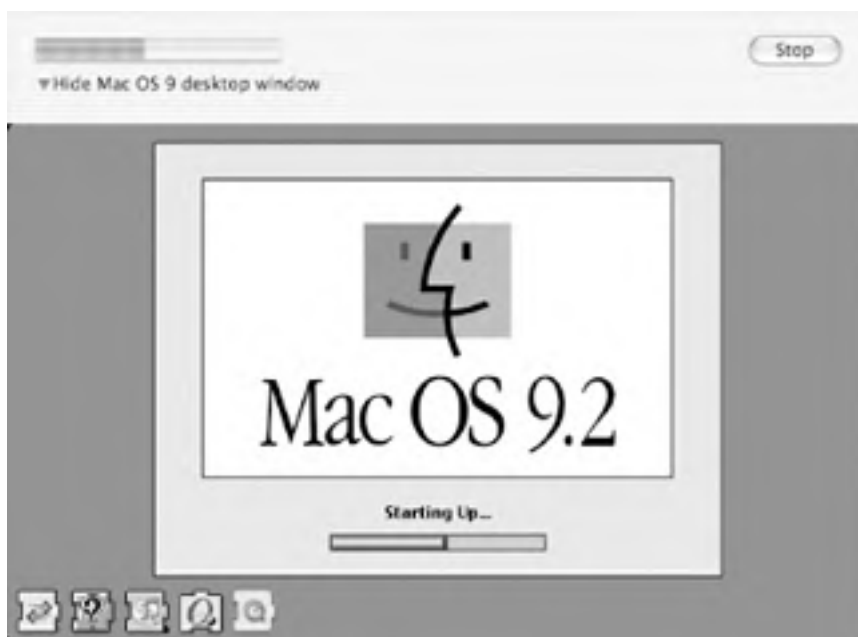 Stop
▼Hide Mac OS 9 desktop window
Mac OS 9.2
Starting Up...